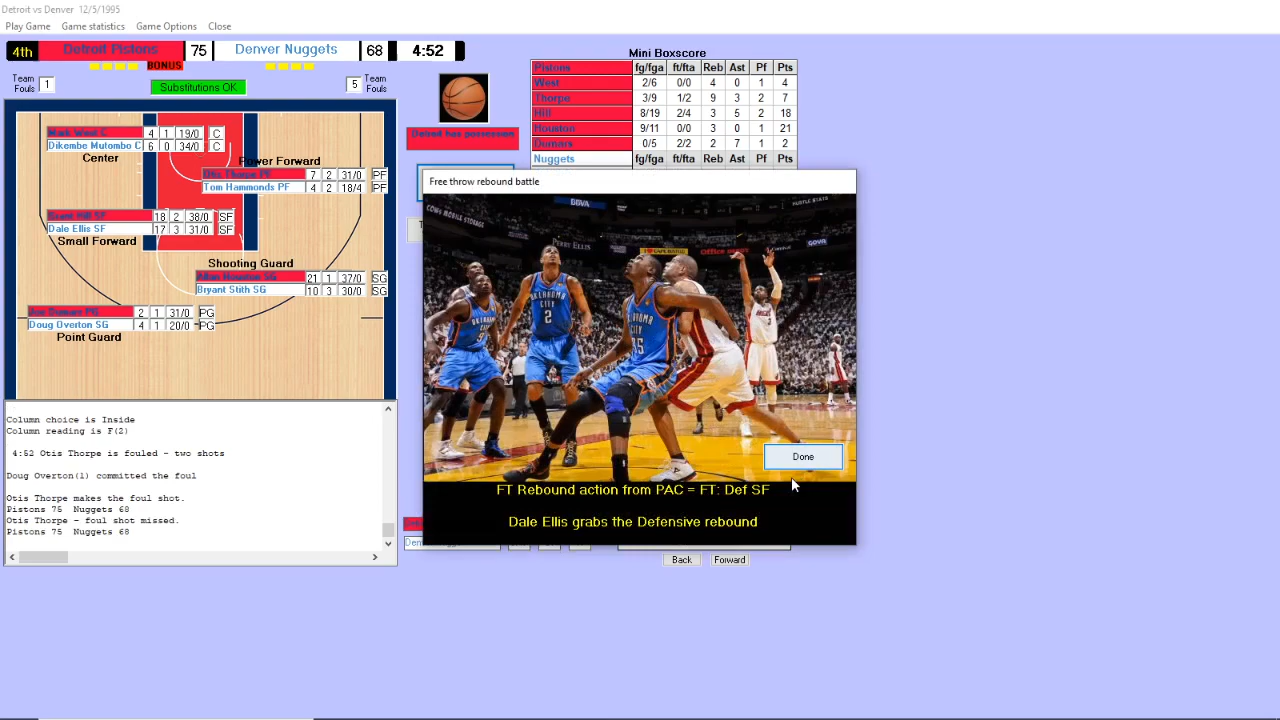 Detroit vs Denver 12/5/1995
Play Game Game statistics Game Options Close
4th Detroit Pistons 75 Denver Nuggets 68 4:52
BONUS
Team Fouls 1 Substitutions OK 5 Team Fouls
Mark West C 4 1 19/0 C
Dikembe Mutombo C 6 0 34/0 C
Center
Power Forward
Otis Thorpe PF 7 2 31/0 PF
Tom Hammonds PF 4 2 18/4 PF
Grant Hill SF 18 2 38/0 SF
Dale Ellis SF 17 3 31/0 SF
Small Forward
Shooting Guard
Allan Houston SG 21 1 37/0 SG
Bryant Stith SG 10 3 30/0 SG
Joe Dumars PG 2 1 31/0 PG
Doug Overton SG 4 1 20/0 PG
Point Guard
Detroit has possession
Mini Boxscore
Pistons fg/fga ft/fta Reb Ast Pf Pts
West 2/6 0/0 4 0 1 4
Thorpe 3/9 1/2 9 3 2 7
Hill 8/19 2/4 3 5 2 18
Houston 9/11 0/0 3 0 1 21
Dumars 0/5 2/2 2 7 1 2
Nuggets fg/fga ft/fta Reb Ast Pf Pts
Free throw rebound battle
BBVA
PERRY ELLIS
Office DEPOT
OKLAHOMA CITY
2
OKLAHOMA CITY
35
Done
FT Rebound action from PAC = FT: Def SF
Dale Ellis grabs the Defensive rebound
Column choice is Inside
Column reading is F(2)
4:52 Otis Thorpe is fouled - two shots
Doug Overton(1) committed the foul
Otis Thorpe makes the foul shot.
Pistons 75 Nuggets 68
Otis Thorpe - foul shot missed.
Pistons 75 Nuggets 68
Back Forward